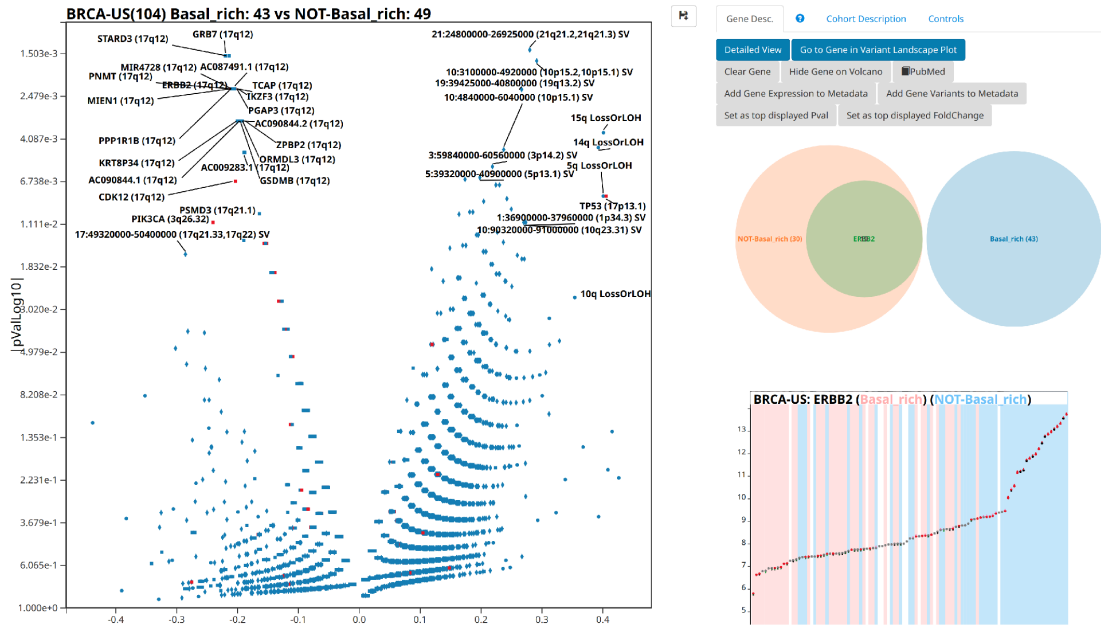 BRCA-US(104) Basal_rich: 43 vs NOT-Basal_rich: 49
|pValLog10|
1.503e-3
2.479e-3
4.087e-3
6.738e-3
1.111e-2
1.832e-2
3.020e-2
4.979e-2
8.208e-2
1.353e-1
2.231e-1
3.679e-1
6.065e-1
1.000e+0
-0.4
-0.3
-0.2
-0.1
0.0
0.1
0.2
0.3
0.4
STARD3 (17q12)
GRB7 (17q12)
MIR4728 (17q12)
AC087491.1 (17q12)
PNMT (17q12)
ERBB2 (17q12)
TCAP (17q12)
IKZF3 (17q12)
MIEN1 (17q12)
PGAP3 (17q12)
AC090844.2 (17q12)
PPP1R1B (17q12)
ZPBP2 (17q12)
KRT8P34 (17q12)
ORMDL3 (17q12)
AC009283.1 (17q12)
AC090844.1 (17q12)
GSDMB (17q12)
CDK12 (17q12)
PSMD3 (17q21.1)
PIK3CA (3q26.32)
17:49320000-50400000 (17q21.33,17q22) SV
21:24800000-26925000 (21q21.2,21q21.3) SV
10:3100000-4920000 (10p15.2,10p15.1) SV
19:39425000-40800000 (19q13.2) SV
10:4840000-6040000 (10p15.1) SV
15q LossOrLOH
14q LossOrLOH
3:59840000-60560000 (3p14.2) SV
5q LossOrLOH
5:39320000-40900000 (5p13.1) SV
TP53 (17p13.1)
1:36900000-37960000 (1p34.3) SV
10:90320000-91000000 (10q23.31) SV
10q LossOrLOH
Gene Desc.
Cohort Description
Controls
Detailed View
Go to Gene in Variant Landscape Plot
Clear Gene
Hide Gene on Volcano
PubMed
Add Gene Expression to Metadata
Add Gene Variants to Metadata
Set as top displayed Pval
Set as top displayed FoldChange
ERBB2
Basal_rich (43)
BRCA-US: ERBB2 (Basal_rich) (NOT-Basal_rich)
13
12
11
10
9
8
7
6
5